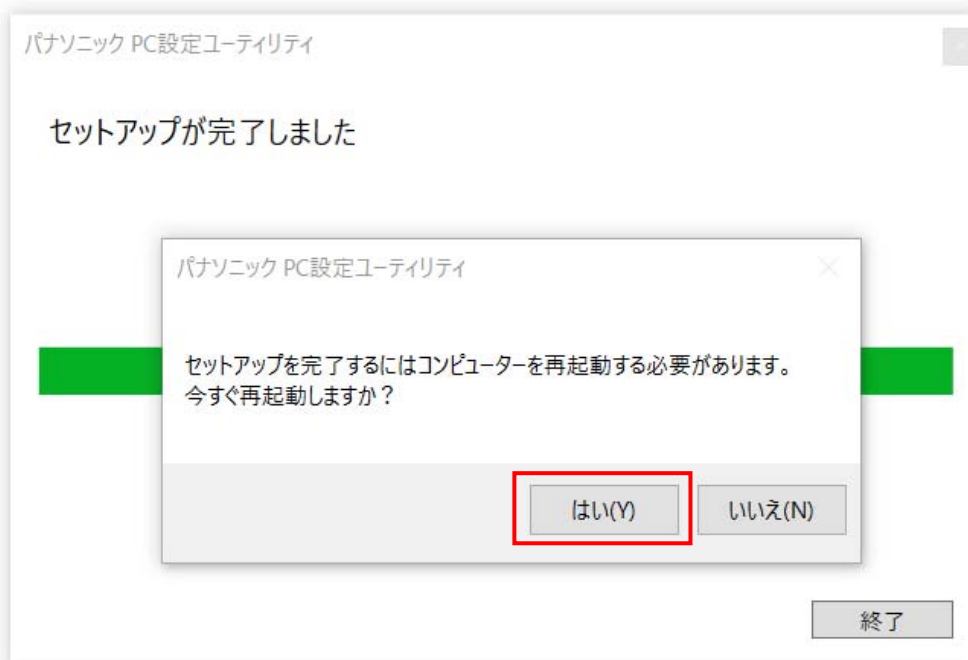 パナソニック PC設定ユーティリティ
セットアップが完了しました
パナソニック PC設定ユーティリティ
セットアップを完了するにはコンピューターを再起動する必要があります。
今すぐ再起動しますか？
はい(Y)
いいえ(N)
終了